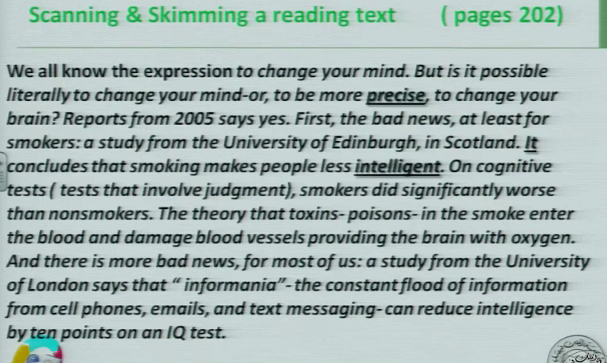 Scanning & Skimming a reading text ( pages 202)
We all know the expression to change your mind. But is it possible
literally to change your mind-or, to be more precise, to change your
brain? Reports from 2005 says yes. First, the bad news, at least for
smokers: a study from the University of Edinburgh, in Scotland. It
concludes that smoking makes people less intelligent. On cognitive
tests ( tests that involve judgment), smokers did significantly worse
than nonsmokers. The theory that toxins- poisons- in the smoke enter
the blood and damage blood vessels providing the brain with oxygen.
And there is more bad news, for most of us: a study from the University
of London says that “ informania”- the constant flood of information
from cell phones, emails, and text messaging- can reduce intelligence
by ten points on an IQ test.